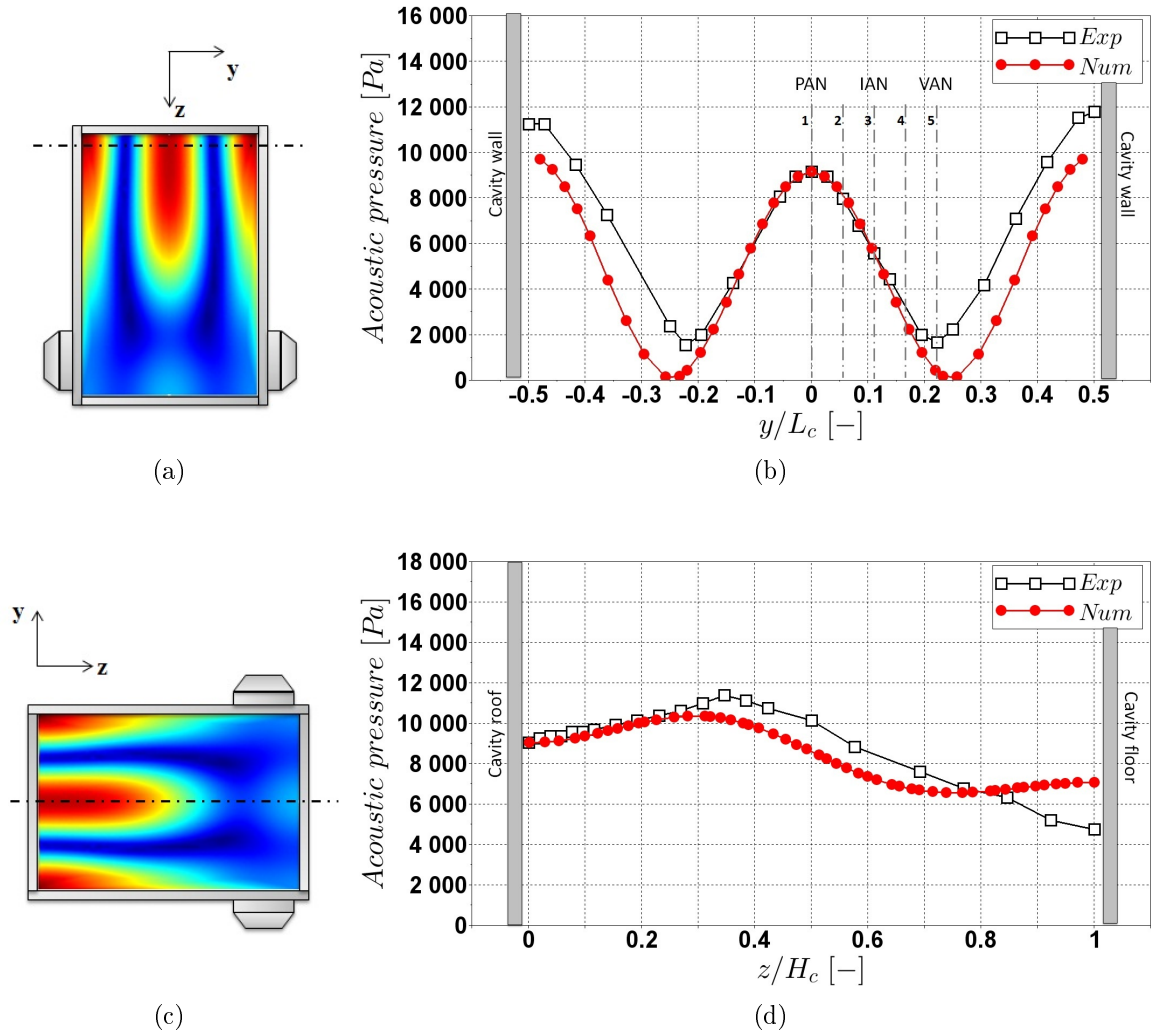 y
z
(a)
16 000
14 000
12 000
10 000
8 000
6 000
4 000
2 000
0
Acoustic pressure [Pa]
Cavity wall
PAN IAN VAN
1 2 3 4 5
Exp
Num
Cavity wall
-0.5 -0.4 -0.3 -0.2 -0.1 0 0.1 0.2 0.3 0.4 0.5
y/L_c [−]
(b)
y
z
(c)
18 000
16 000
14 000
12 000
10 000
8 000
6 000
4 000
2 000
0
Acoustic pressure [Pa]
Cavity roof
Exp
Num
Cavity floor
0 0.2 0.4 0.6 0.8 1
z/H_c [−]
(d)